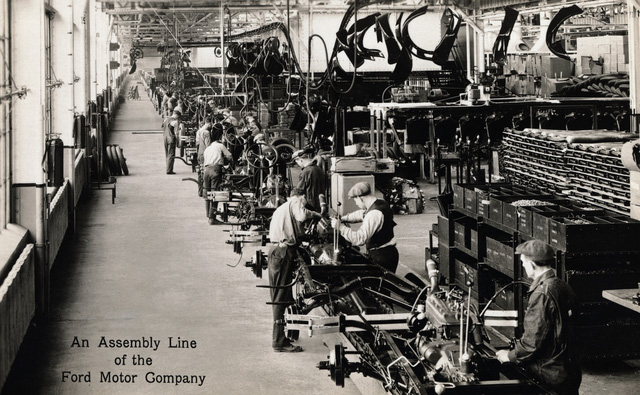 An Assembly Line
of the
Ford Motor Company